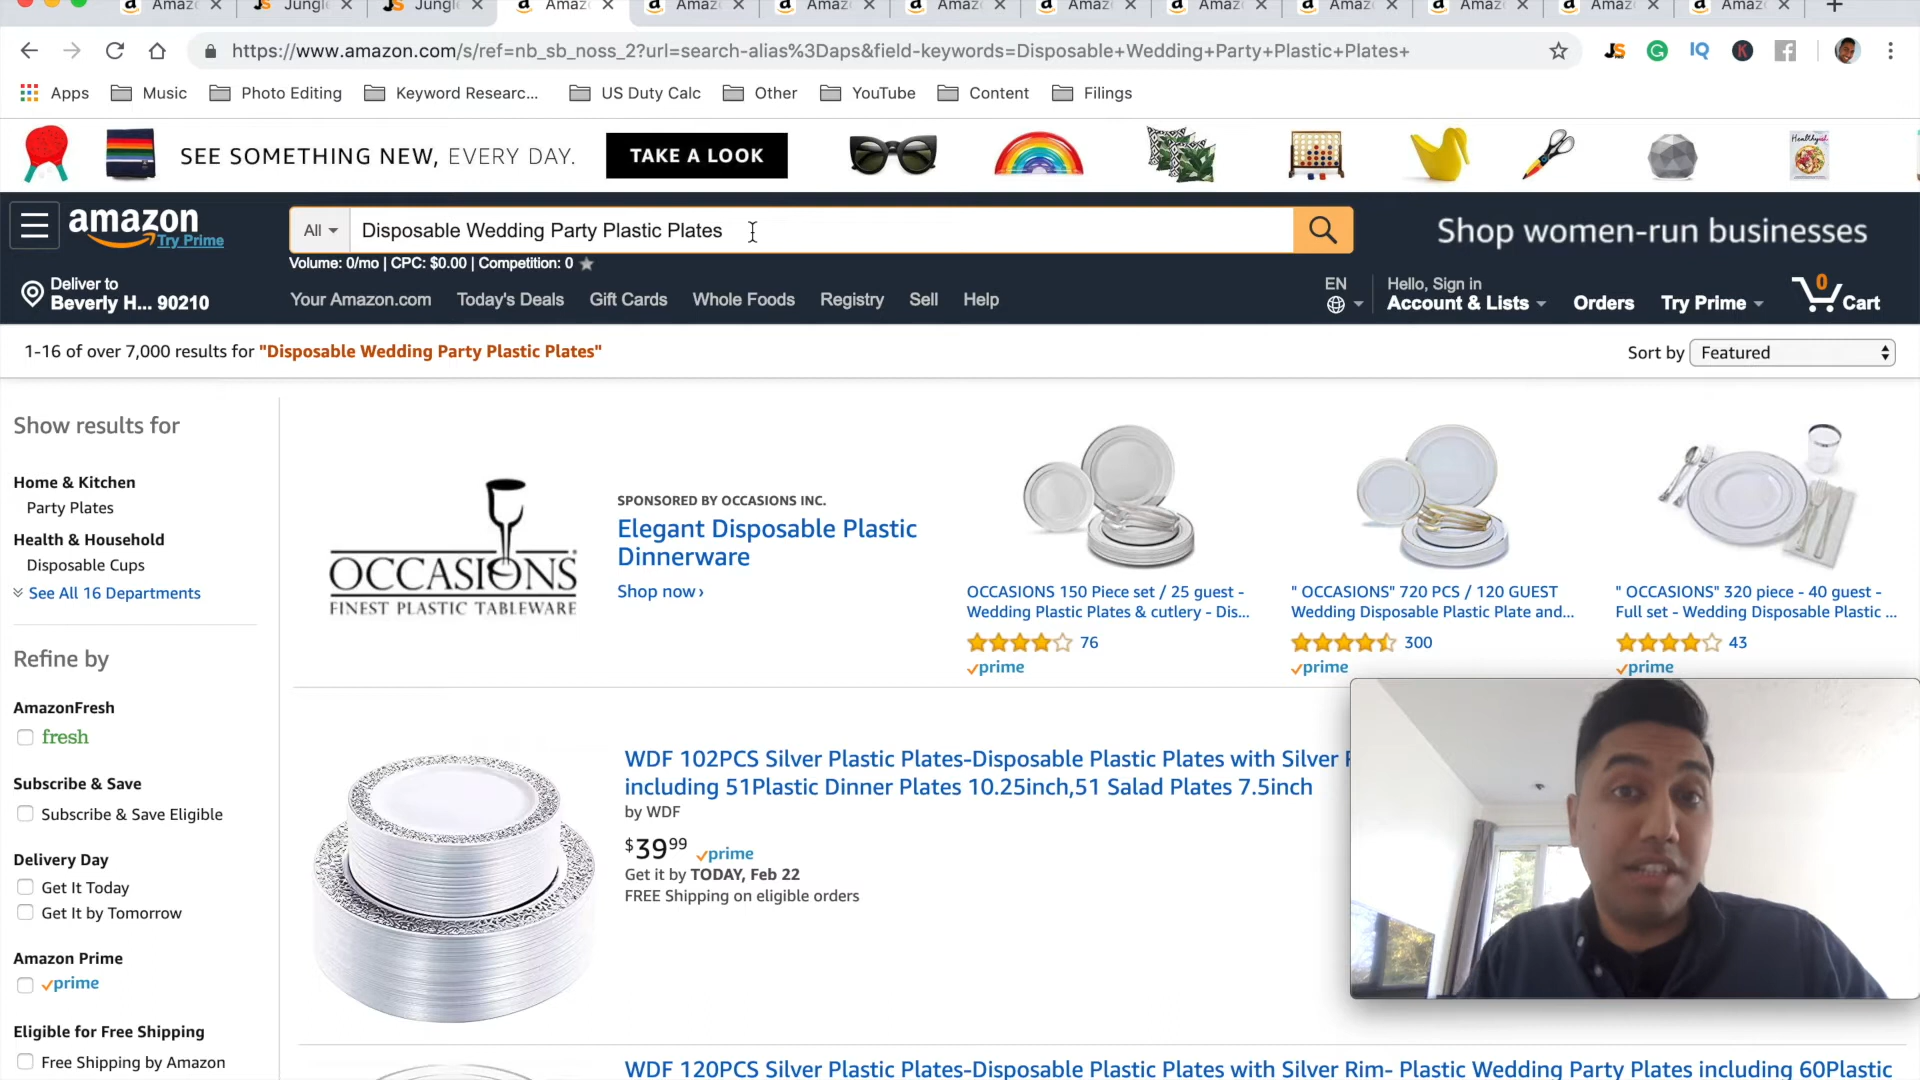 Amaz
Jungle
Jungl
Amaz
Amaz
Amaz
Amaz
Amaz
Amaz
Amaz
Amaz
Amaz
Amaz
https://www.amazon.com/s/ref=nb_sb_noss_2?url=search-alias%3Daps&field-keywords=Disposable+Wedding+Party+Plastic+Plates+
JS G IQ K f
Apps Music Photo Editing Keyword Researc... US Duty Calc Other YouTube Content Filings
SEE SOMETHING NEW, EVERY DAY. TAKE A LOOK
Healthyish
amazon
Try Prime
All Disposable Wedding Party Plastic Plates
Shop women-run businesses
Volume: 0/mo | CPC: $0.00 | Competition: 0
Deliver to
Beverly H... 90210
Your Amazon.com Today's Deals Gift Cards Whole Foods Registry Sell Help
EN
Hello, Sign in
Account & Lists
Orders
Try Prime
0
Cart
1-16 of over 7,000 results for "Disposable Wedding Party Plastic Plates"
Sort by Featured
Show results for
Home & Kitchen
Party Plates
Health & Household
Disposable Cups
See All 16 Departments
Refine by
AmazonFresh
fresh
Subscribe & Save
Subscribe & Save Eligible
Delivery Day
Get It Today
Get It by Tomorrow
Amazon Prime
prime
Eligible for Free Shipping
Free Shipping by Amazon
OCCASIONS
FINEST PLASTIC TABLEWARE
SPONSORED BY OCCASIONS INC.
Elegant Disposable Plastic
Dinnerware
Shop now ›
OCCASIONS 150 Piece set / 25 guest -
Wedding Plastic Plates & cutlery - Dis...
76
prime
" OCCASIONS" 720 PCS / 120 GUEST
Wedding Disposable Plastic Plate and...
300
prime
" OCCASIONS" 320 piece - 40 guest -
Full set - Wedding Disposable Plastic ...
43
prime
WDF 102PCS Silver Plastic Plates-Disposable Plastic Plates with Silver
including 51Plastic Dinner Plates 10.25inch,51 Salad Plates 7.5inch
by WDF
$39 99 prime
Get it by TODAY, Feb 22
FREE Shipping on eligible orders
WDF 120PCS Silver Plastic Plates-Disposable Plastic Plates with Silver Rim- Plastic Wedding Party Plates including 60Plastic